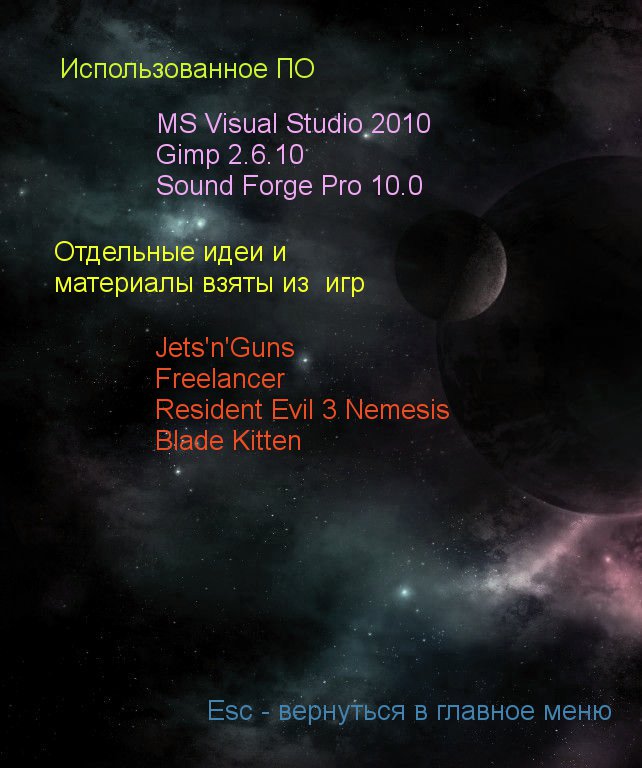 Использованное ПО
MS Visual Studio 2010
Gimp 2.6.10
Sound Forge Pro 10.0
Отдельные идеи и
материалы взяты из  игр
Jets'n'Guns
Freelancer
Resident Evil 3 Nemesis
Blade Kitten
Esc - вернуться в главное меню